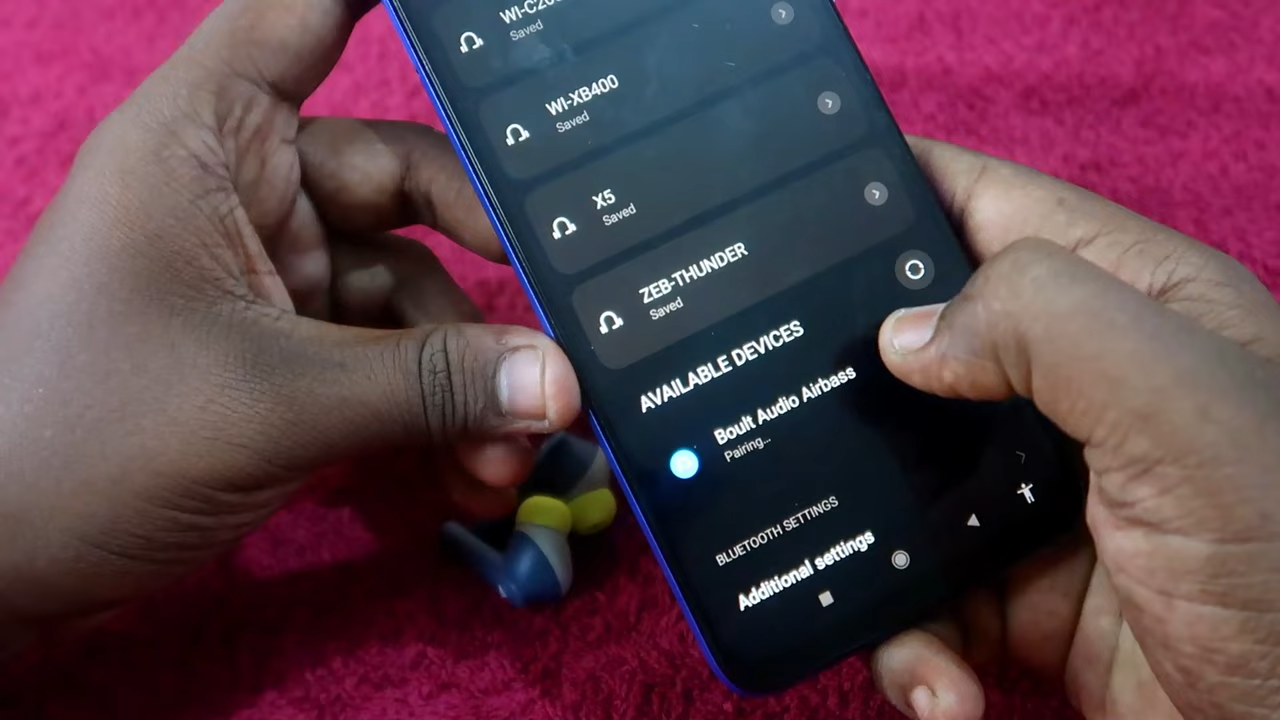 Saved
WI-XB400
Saved
X5
Saved
ZEB-THUNDER
Saved
AVAILABLE DEVICES
Boult Audio Airbass
Pairing...
BLUETOOTH SETTINGS
Additional settings